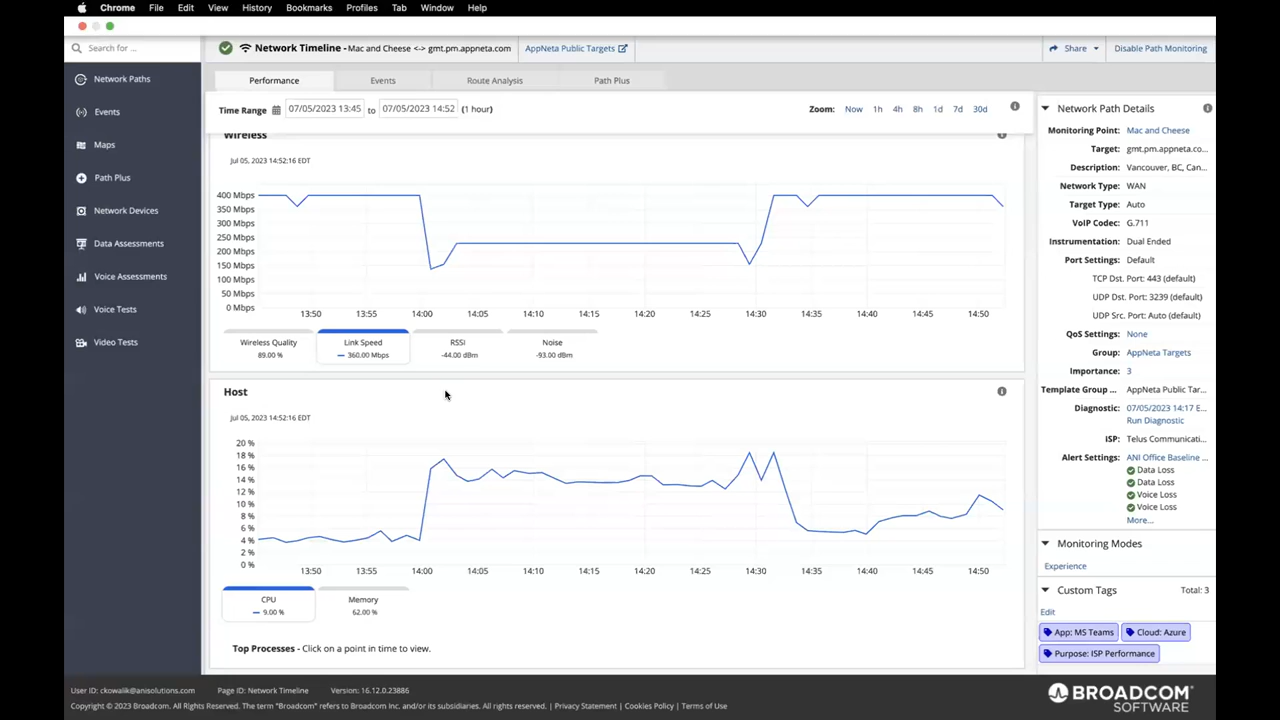 Chrome File Edit View History Bookmarks Profiles Tab Window Help
Search for ...
Network Timeline - Mac and Cheese <-> gmt.pm.appneta.com
AppNeta Public Targets
Share
Disable Path Monitoring
Network Paths
Events
Maps
Path Plus
Network Devices
Data Assessments
Voice Assessments
Voice Tests
Video Tests
Performance Events Route Analysis Path Plus
Time Range 07/05/2023 13:45 to 07/05/2023 14:52 (1 hour)
Zoom: Now 1h 4h 8h 1d 7d 30d
Wireless
Jul 05, 2023 14:52:16 EDT
400 Mbps
350 Mbps
300 Mbps
250 Mbps
200 Mbps
150 Mbps
100 Mbps
50 Mbps
0 Mbps
13:50 13:55 14:00 14:05 14:10 14:15 14:20 14:25 14:30 14:35 14:40 14:45 14:50
Wireless Quality Link Speed RSSI Noise
89.00 % 360.00 Mbps -44.00 dBm -93.00 dBm
Host
Jul 05, 2023 14:52:16 EDT
20 %
18 %
16 %
14 %
12 %
10 %
8 %
6 %
4 %
2 %
0 %
13:50 13:55 14:00 14:05 14:10 14:15 14:20 14:25 14:30 14:35 14:40 14:45 14:50
CPU Memory
9.00 % 62.00 %
Top Processes - Click on a point in time to view.
Network Path Details
Monitoring Point: Mac and Cheese
Target: gmt.pm.appneta.co...
Description: Vancouver, BC, Can...
Network Type: WAN
Target Type: Auto
VoIP Codec: G.711
Instrumentation: Dual Ended
Port Settings: Default
TCP Dst. Port: 443 (default)
UDP Dst. Port: 3239 (default)
UDP Src. Port: Auto (default)
QoS Settings: None
Group: AppNeta Targets
Importance: 3
Template Group ... AppNeta Public Tar...
Diagnostic: 07/05/2023 14:17 E...
Run Diagnostic
ISP: Telus Communicati...
Alert Settings: ANI Office Baseline ...
Data Loss
Data Loss
Voice Loss
Voice Loss
More...
Monitoring Modes
Experience
Custom Tags Total: 3
Edit
App: MS Teams Cloud: Azure
Purpose: ISP Performance
User ID: ckowalik@anisolutions.com Page ID: Network Timeline Version: 16.12.0.23886
Copyright © 2023 Broadcom. All Rights Reserved. The term "Broadcom" refers to Broadcom Inc. and/or its subsidiaries. All rights reserved. | Privacy Statement | Cookies Policy | Terms of Use
BROADCOM
SOFTWARE